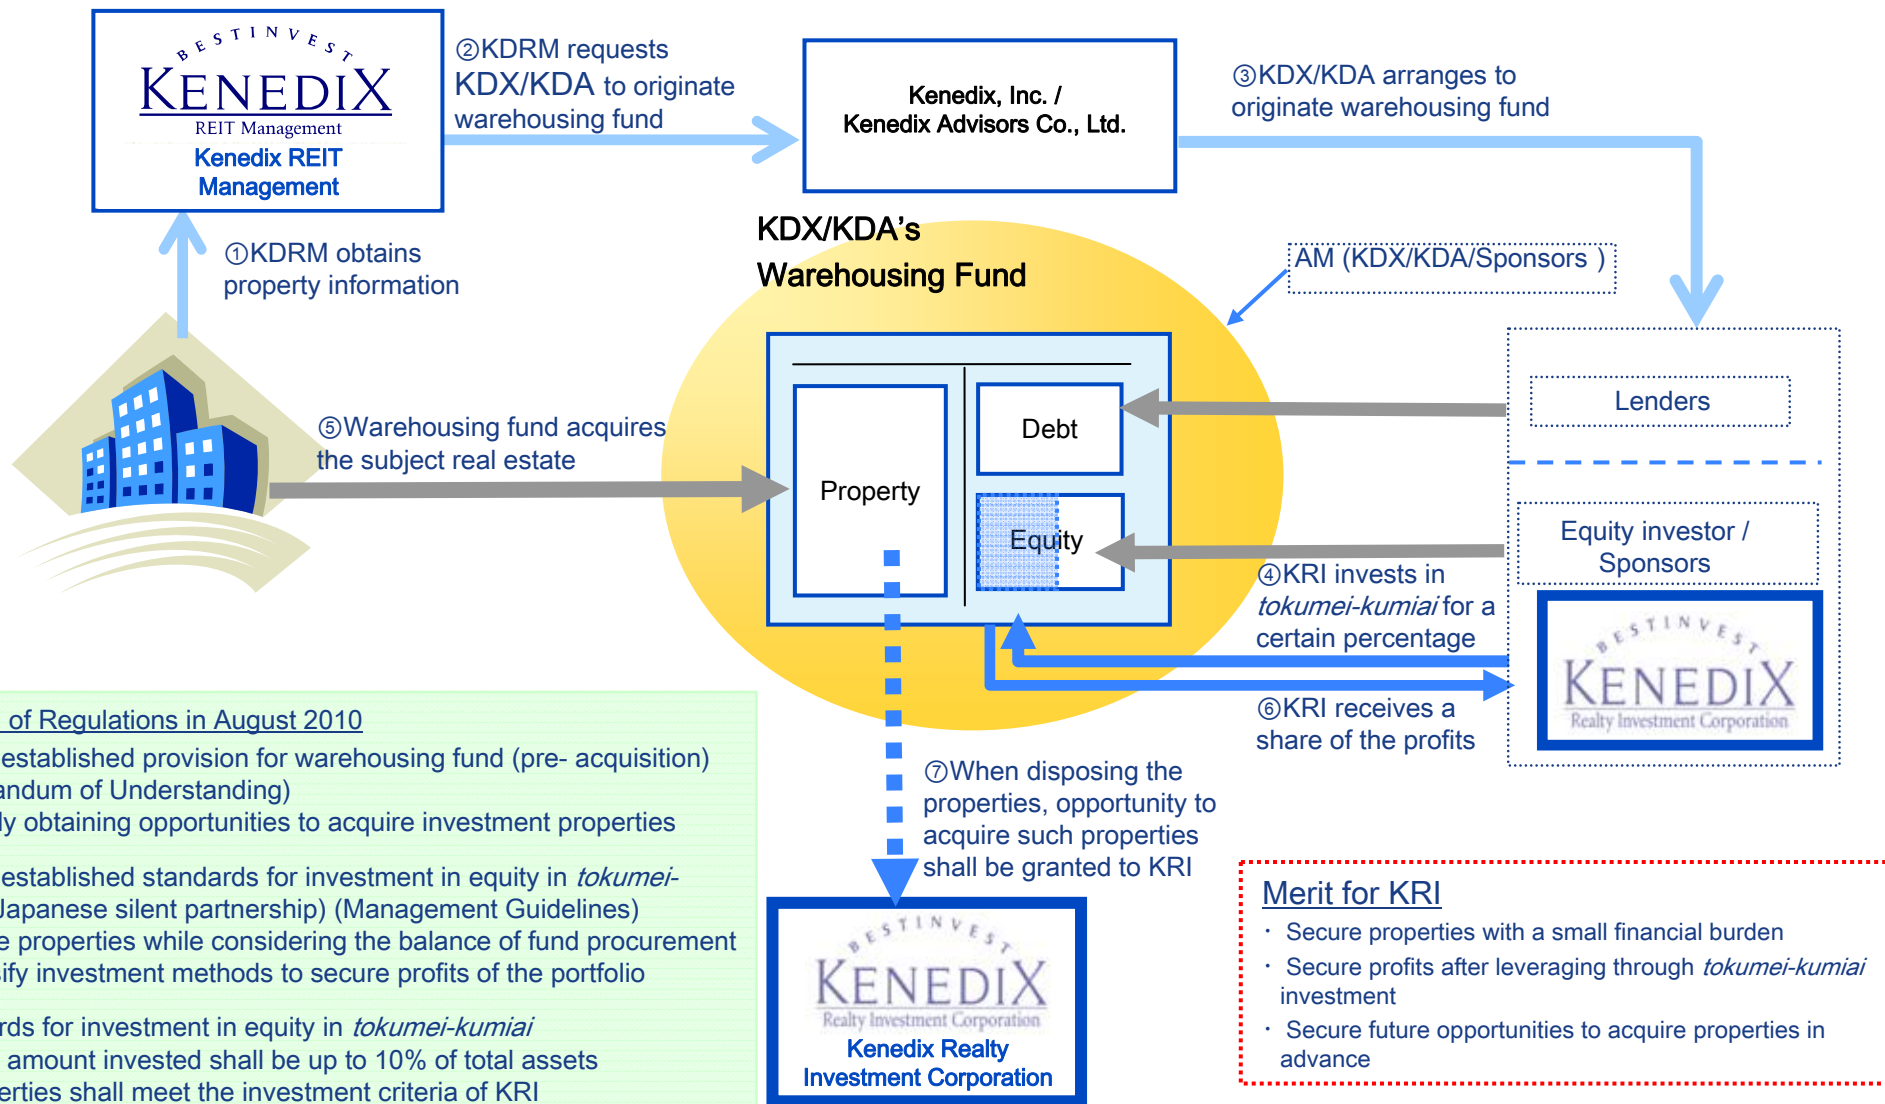 BESTINVEST
KENEDIX
REIT Management
Kenedix REIT
Management
②KDRM requests
KDX/KDA to originate
warehousing fund
Kenedix, Inc. /
Kenedix Advisors Co., Ltd.
③KDX/KDA arranges to
originate warehousing fund
①KDRM obtains
property information
KDX/KDA's
Warehousing Fund
AM (KDX/KDA/Sponsors )
⑤Warehousing fund acquires
the subject real estate
Property
Debt
Equity
Lenders
Equity investor /
Sponsors
④KRI invests in
tokumei-kumiai for a
certain percentage
BESTINVEST
KENEDIX
Realty Investment Corporation
⑥KRI receives a
share of the profits
⑦When disposing the
properties, opportunity to
acquire such properties
shall be granted to KRI
BESTINVEST
KENEDIX
Realty Investment Corporation
Kenedix Realty
Investment Corporation
of Regulations in August 2010
established provision for warehousing fund (pre- acquisition)
of Understanding)
obtaining opportunities to acquire investment properties
established standards for investment in equity in tokumei-
Japanese silent partnership) (Management Guidelines)
properties while considering the balance of fund procurement
investment methods to secure profits of the portfolio
for investment in equity in tokumei-kumiai
amount invested shall be up to 10% of total assets
shall meet the investment criteria of KRI
Merit for KRI
・ Secure properties with a small financial burden
・ Secure profits after leveraging through tokumei-kumiai
investment
・ Secure future opportunities to acquire properties in
advance